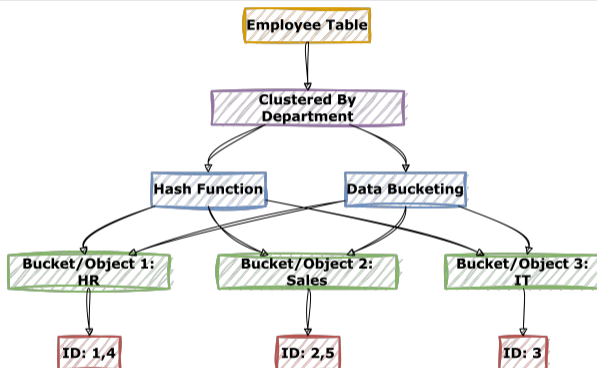 Employee Table
Clustered By
Department
Hash Function
Data Bucketing
Bucket/Object 1:
HR
Bucket/Object 2:
Sales
Bucket/Object 3:
IT
ID: 1,4
ID: 2,5
ID: 3